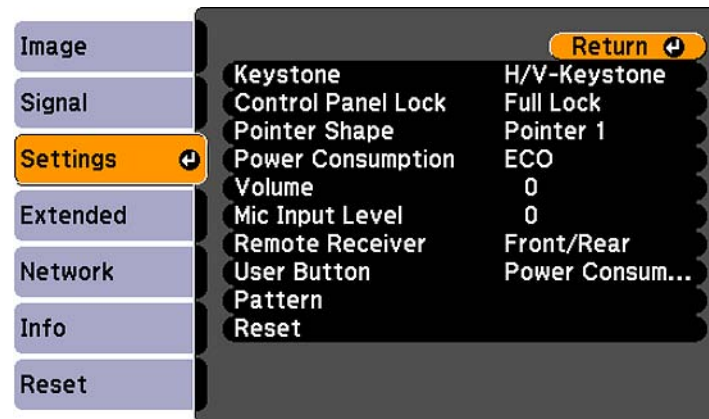 Image
Signal
Settings
Extended
Network
Info
Reset
Return
Keystone H/V-Keystone
Control Panel Lock Full Lock
Pointer Shape Pointer 1
Power Consumption ECO
Volume 0
Mic Input Level 0
Remote Receiver Front/Rear
User Button Power Consum...
Pattern
Reset